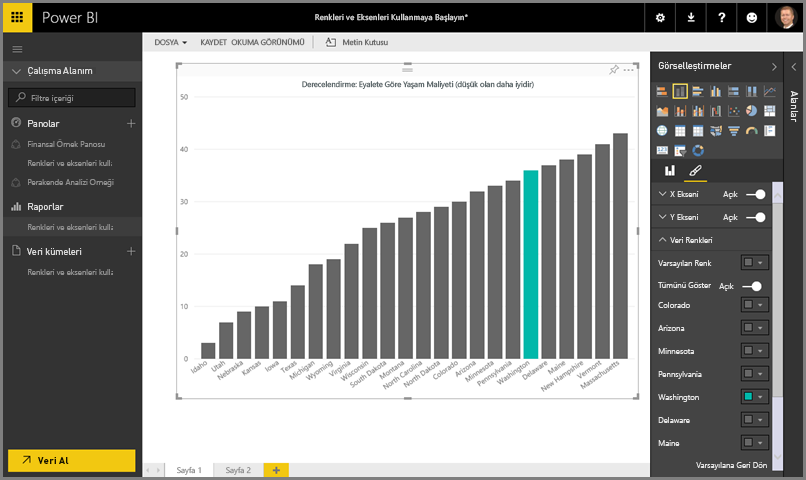 Power BI
Renkleri ve Eksenleri Kullanmaya Başlayın*
?
DOSYA
KAYDET
OKUMA GÖRÜNÜMÜ
Metin Kutusu
Çalışma Alanım
Filtre içeriği
Panolar
Finansal Örnek Panosu
Renkleri ve eksenleri kulla
Perakende Analizi Örneği
Raporlar
Renkleri ve eksenleri kulla
Veri kümeleri
Renkleri ve eksenleri kulla
Veri Al
Derecelendirme: Eyalete Göre Yaşam Maliyeti (düşük olan daha iyidir)
50
40
30
20
10
0
Idaho
Utah
Nebraska
Kansas
Iowa
Texas
Michigan
Wyoming
Virginia
Wisconsin
South Dakota
Montana
North Carolina
North Dakota
Colorado
Arizona
Minnesota
Pennsylvania
Washington
Delaware
Maine
New Hampshire
Vermont
Massachusetts
Sayfa 1
Sayfa 2
Görselleştirmeler
Alanlar
X Ekseni Açık
Y Ekseni Açık
Veri Renkleri
Varsayılan Renk
Tümünü Göster Açık
Colorado
Arizona
Minnesota
Pennsylvania
Washington
Delaware
Maine
Varsayılana Geri Dön